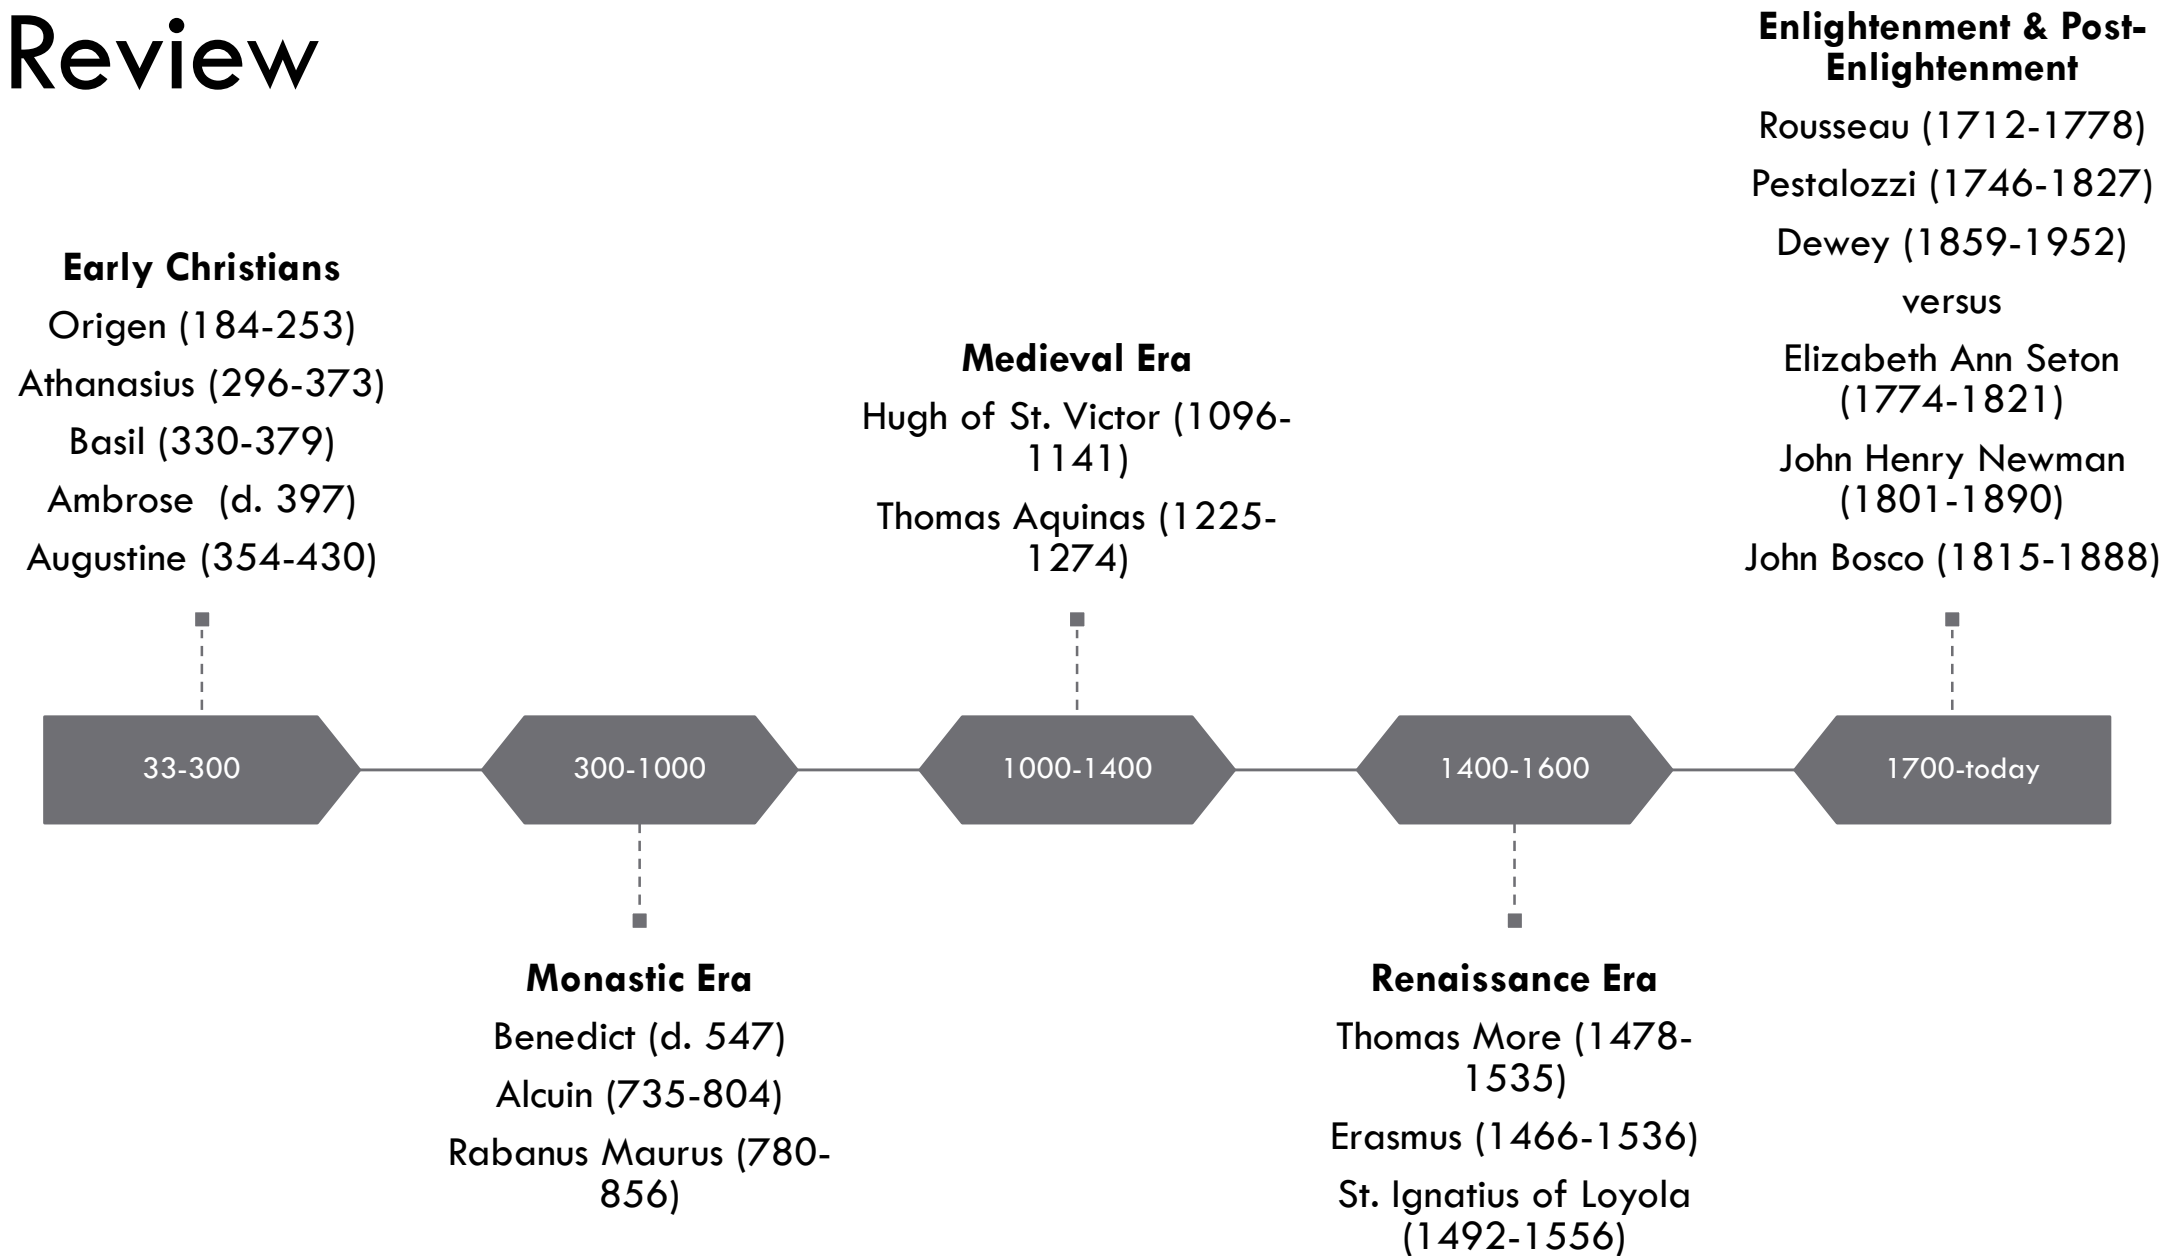 Review
Early Christians
Origen (184-253)
Athanasius (296-373)
Basil (330-379)
Ambrose  (d. 397)
Augustine (354-430)
Medieval Era
Hugh of St. Victor (1096-
1141)
Thomas Aquinas (1225-
1274)
Enlightenment & Post-
Enlightenment
Rousseau (1712-1778)
Pestalozzi (1746-1827)
Dewey (1859-1952)
versus
Elizabeth Ann Seton
(1774-1821)
John Henry Newman
(1801-1890)
John Bosco (1815-1888)
33-300
300-1000
1000-1400
1400-1600
1700-today
Monastic Era
Benedict (d. 547)
Alcuin (735-804)
Rabanus Maurus (780-
856)
Renaissance Era
Thomas More (1478-
1535)
Erasmus (1466-1536)
St. Ignatius of Loyola
(1492-1556)